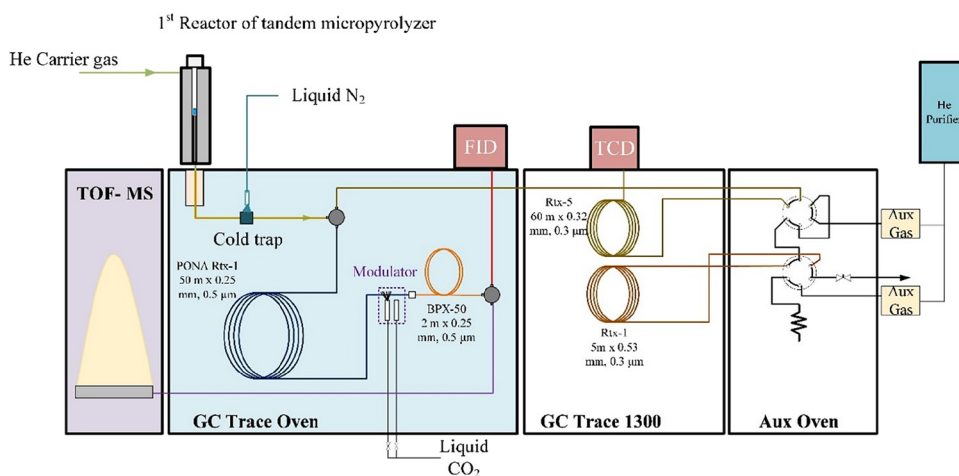 1st Reactor of tandem micropyrolyzer
He Carrier gas
Liquid N2
He
Purifier
FID
TCD
TOF- MS
Cold trap
PONA Rtx-1
50 m x 0.25
mm, 0.5 µm
Modulator
BPX-50
2 m x 0.25
mm, 0.5 µm
Rtx-5
60 m x 0.32
mm, 0.3 µm
Rtx-1
5m x 0.53
mm, 0.3 µm
Aux
Gas
Aux
Gas
GC Trace Oven
GC Trace 1300
Aux Oven
Liquid
CO2